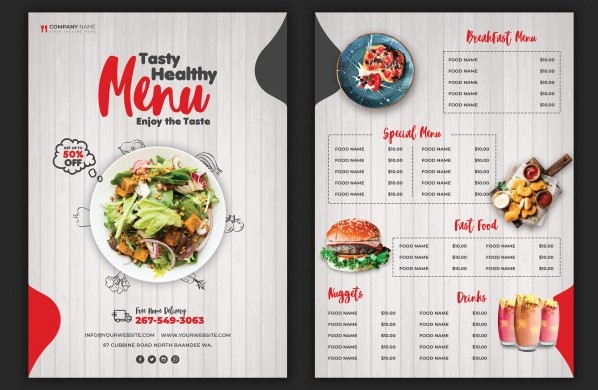 COMPANY NAME
YOUR TAGLINE HERE
Tasty
Healthy
Menu
Enjoy the Taste
GET UP TO
50%
OFF
Free Home Delivery
267-549-3063
INFO@YOURWEBSITE.COM WWW.YOURWEBSITE.COM
67 CUBBINE ROAD NORTH BAANDEE WA.
Breakfast Menu
FOOD NAME $10.00
FOOD NAME $10.00
FOOD NAME $10.00
FOOD NAME $10.00
FOOD NAME $10.00
Special Menu
FOOD NAME $10.00 FOOD NAME $10.00
FOOD NAME $10.00 FOOD NAME $10.00
FOOD NAME $10.00 FOOD NAME $10.00
FOOD NAME $10.00 FOOD NAME $10.00
FOOD NAME $10.00 FOOD NAME $10.00
Fast Food
FOOD NAME $10.00 FOOD NAME $10.00
FOOD NAME $10.00 FOOD NAME $10.00
FOOD NAME $10.00 FOOD NAME $10.00
Nuggets Drinks
FOOD NAME $10.00 FOOD NAME $10.00
FOOD NAME $10.00 FOOD NAME $10.00
FOOD NAME $10.00 FOOD NAME $10.00
FOOD NAME $10.00 FOOD NAME $10.00
FOOD NAME $10.00 FOOD NAME $10.00